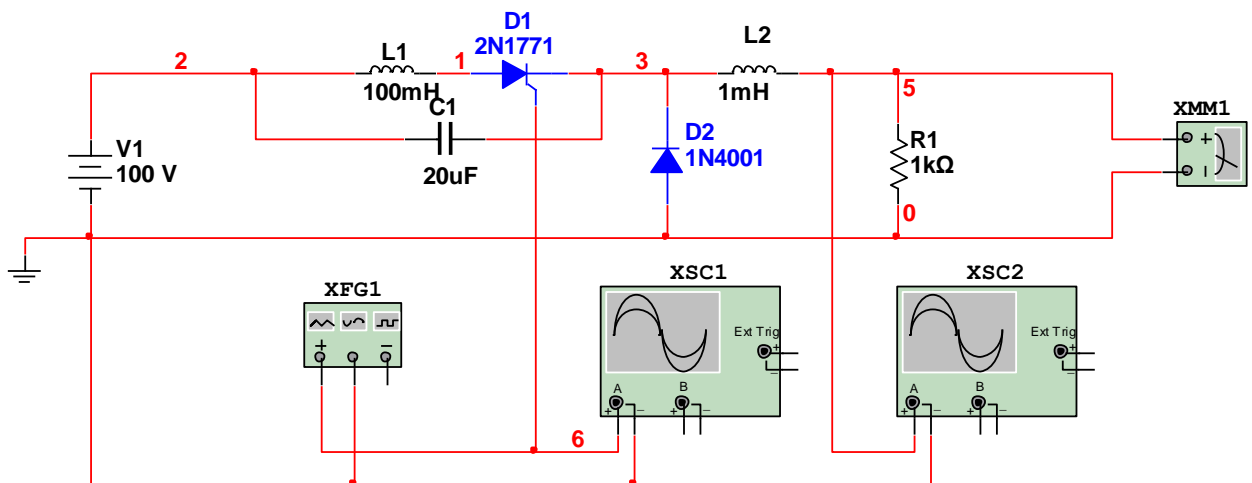 D1
2N1771
L1
100mH
2
1
3
C1
20uF
L2
1mH
5
V1
100 V
D2
1N4001
R1
1kΩ
0
XMM1
+
XFG1
+
−
XSC1
Ext Trig
+
−
A
B
+
−
+
−
XSC2
Ext Trig
+
−
A
B
+
−
+
−
6